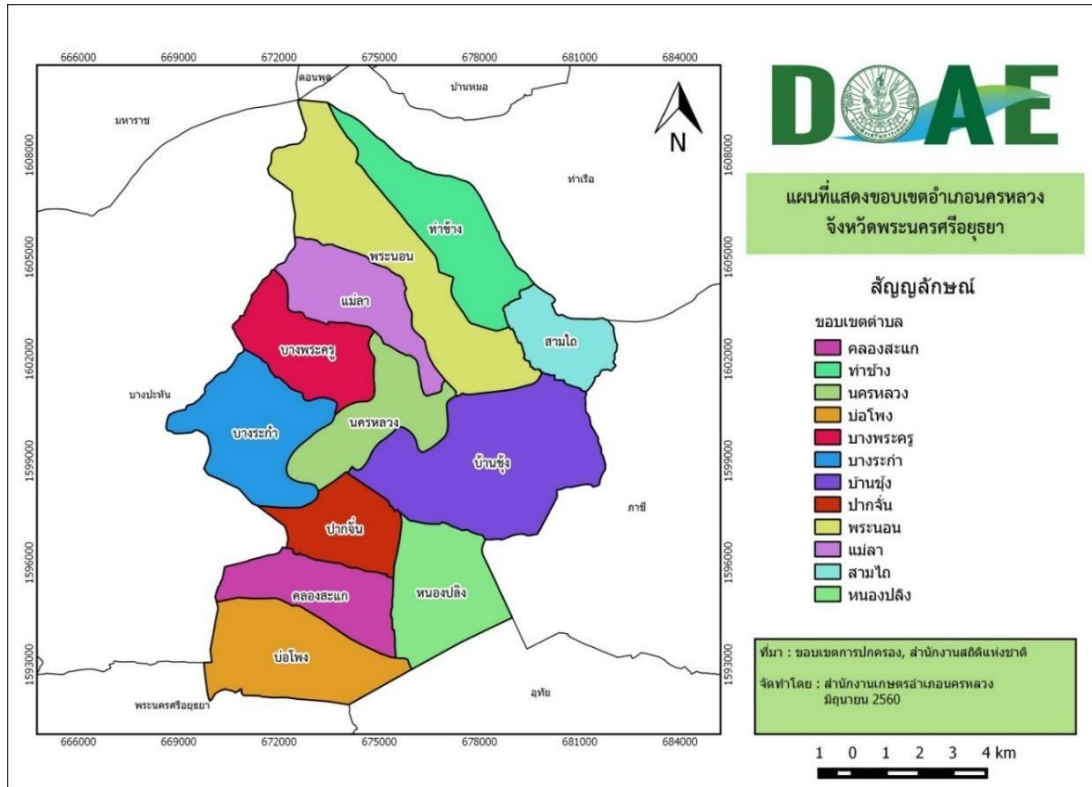 666000 669000 672000 675000 678000 681000 684000
ดอนพุด
บ้านหมอ
มหาราช
N
ท่าเรือ
1608000 1608000
ท่าช้าง
พระนอน
1605000 1605000
แม่ลา
สามไถ
บางพระครู
1602000 1602000
บางปะหัน
นครหลวง
บางระกำ
บ้านชุ้ง
1599000 1599000
ภาชี
ปากจั่น
1596000 1596000
หนองปลิง
คลองสะแก
บ่อโพง
1593000 1593000
อุทัย
พระนครศรีอยุธยา
666000 669000 672000 675000 678000 681000 684000
DOAE
แผนที่แสดงขอบเขตอำเภอนครหลวง
จังหวัดพระนครศรีอยุธยา
สัญญลักษณ์
ขอบเขตตำบล
คลองสะแก
ท่าช้าง
นครหลวง
บ่อโพง
บางพระครู
บางระกำ
บ้านชุ้ง
ปากจั่น
พระนอน
แม่ลา
สามไถ
หนองปลิง
ที่มา : ขอบเขตการปกครอง, สำนักงานสถิติแห่งชาติ
จัดทำโดย : สำนักงานเกษตรอำเภอนครหลวง
มิถุนายน 2560
1 0 1 2 3 4 km